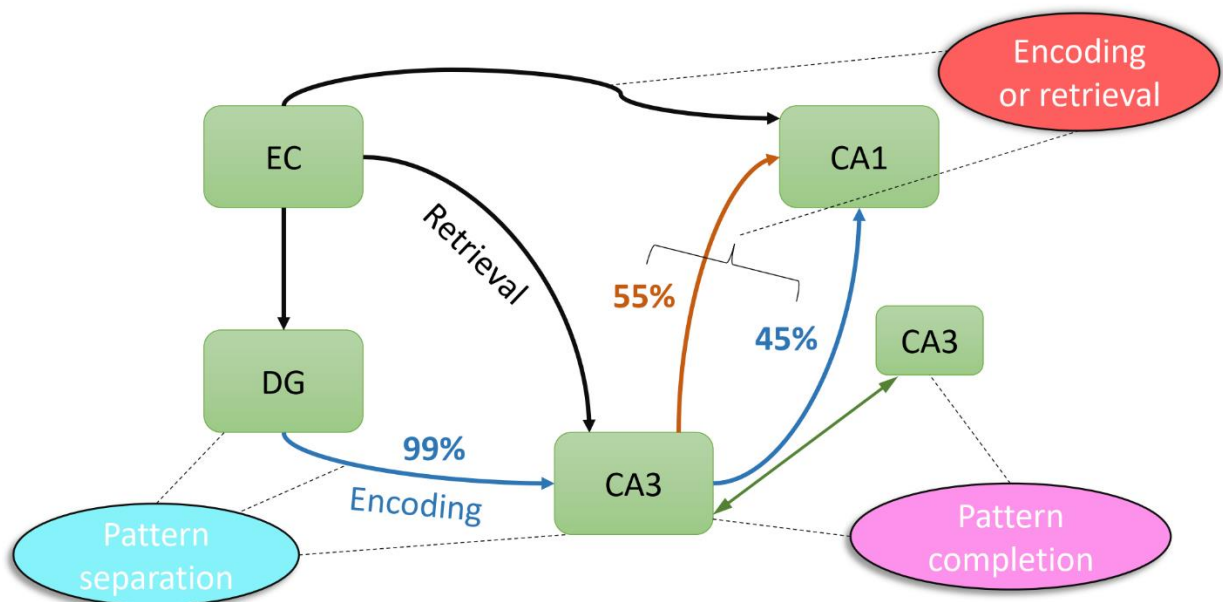 Encoding
or retrieval
EC
CA1
Retrieval
55%
45%
CA3
DG
99%
CA3
Encoding
Pattern
separation
Pattern
completion